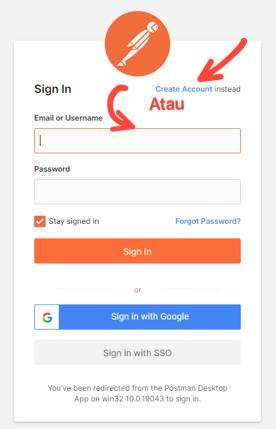 Sign In
Create Account instead
Atau
Email or Username
Password
Stay signed in
Forgot Password?
Sign In
or
Sign in with Google
Sign in with SSO
You've been redirected from the Postman Desktop
App on win32 10.0.19043 to sign in.